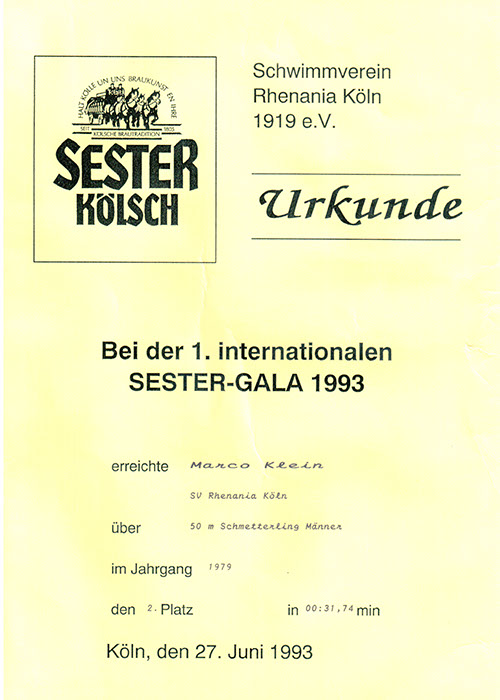 HALT KÖLLE UN UNS BRAUKUNST EN IHRE
SEIT 1805
KÖLSCHE BRAUTRADITION
SESTER
KÖLSCH
Schwimmverein
Rhenania Köln
1919 e.V.
Urkunde
Bei der 1. internationalen
SESTER-GALA 1993
erreichte Marco Klein
SV Rhenania Köln
über 50 m Schmetterling Männer
im Jahrgang 1979
den 2. Platz in 00:31,74 min
Köln, den 27. Juni 1993